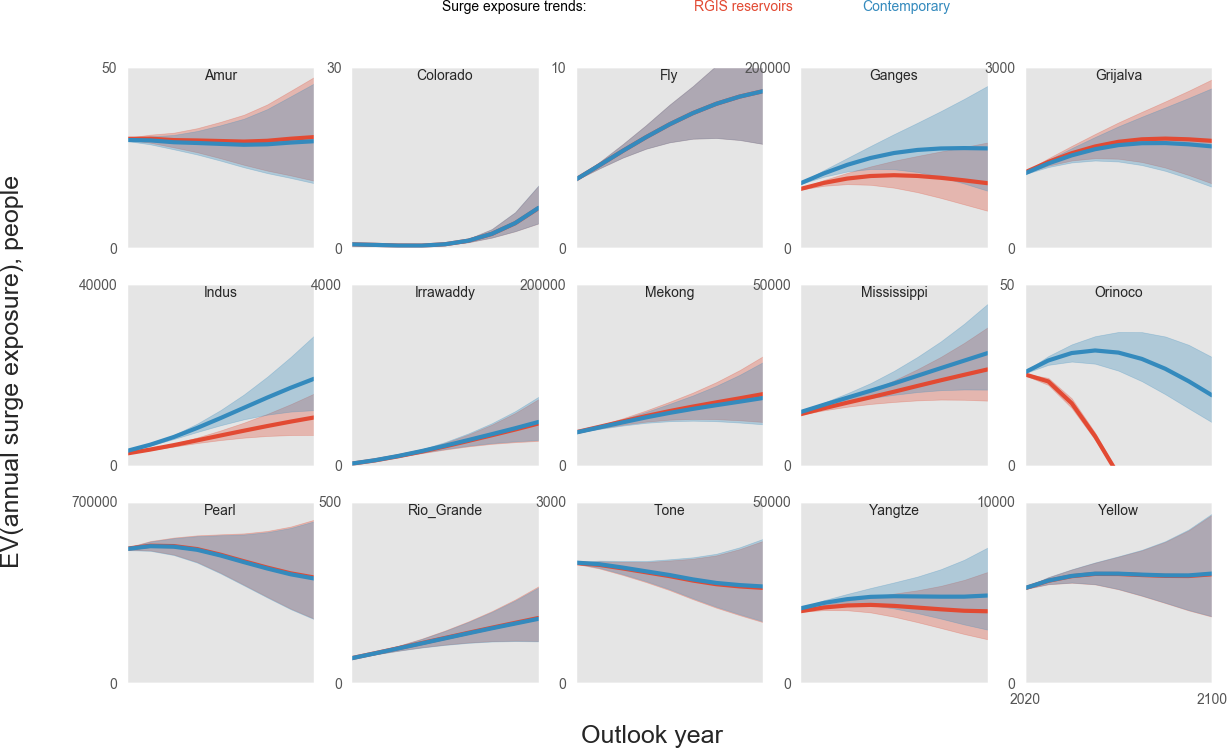 Surge exposure trends: RGIS reservoirs Contemporary
50 Amur 30 Colorado 10 Fly 200000 Ganges 3000 Grijalva
0 0 0 0 0
40000 Indus 4000 Irrawaddy 200000 Mekong 50000 Mississippi 50 Orinoco
0 0 0 0 0
700000 Pearl 500 Rio_Grande 3000 Tone 50000 Yangtze 10000 Yellow
0 0 0 0 0
2020 2100
EV(annual surge exposure), people
Outlook year